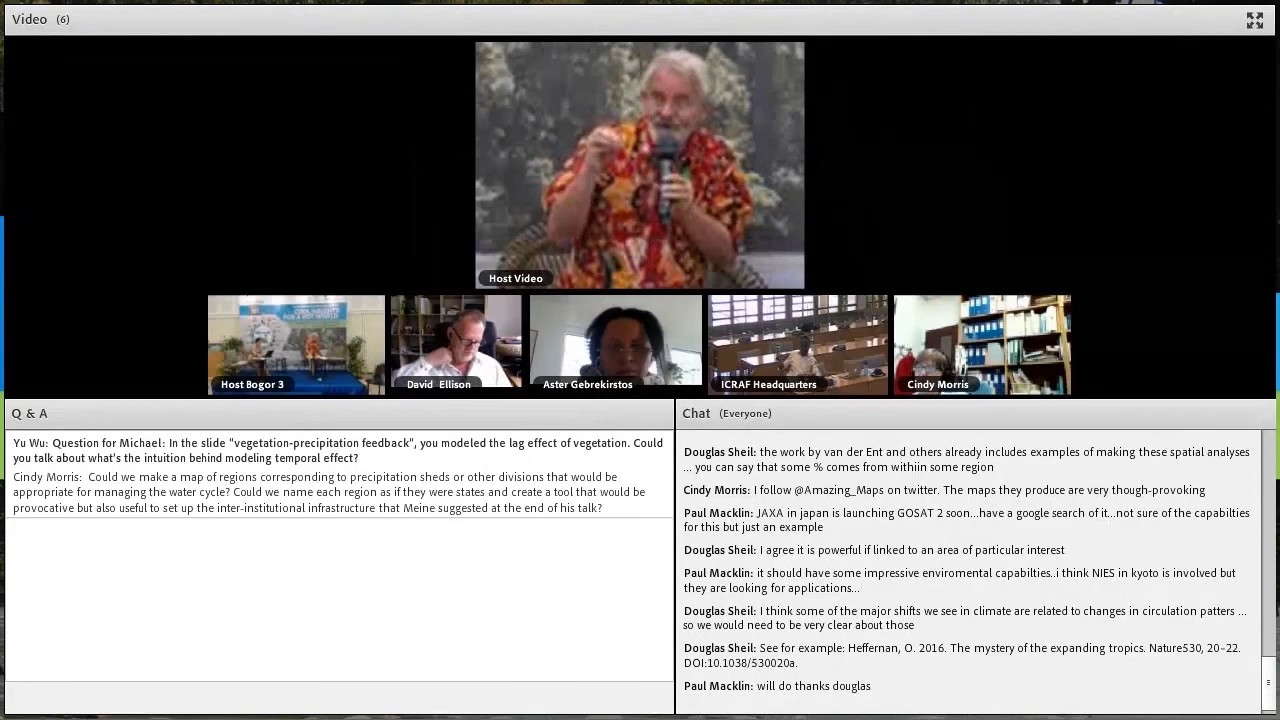 Video (6)
Host Video
COOL INSIGHTS
FOR A HOT WORLD
Host Bogor 3
David Ellison
Aster Gebrekirstos
ICRAF Headquarters
Cindy Morris
Q & A
Yu Wu: Question for Michael: In the slide "vegetation-precipitation feedback", you modeled the lag effect of vegetation. Could
you talk about what's the intuition behind modeling temporal effect?
Cindy Morris: Could we make a map of regions corresponding to precipitation sheds or other divisions that would be
appropriate for managing the water cycle? Could we name each region as if they were states and create a tool that would be
provocative but also useful to set up the inter-institutional infrastructure that Meine suggested at the end of his talk?
Chat (Everyone)
Douglas Sheil: the work by van der Ent and others already includes examples of making these spatial analyses
... you can say that some % comes from withiin some region
Cindy Morris: I follow @Amazing_Maps on twitter. The maps they produce are very though-provoking
Paul Macklin: JAXA in japan is launching GOSAT 2 soon...have a google search of it...not sure of the capabilties
for this but just an example
Douglas Sheil: I agree it is powerful if linked to an area of particular interest
Paul Macklin: it should have some impressive enviromental capabilties..i think NIES in kyoto is involved but
they are looking for applications...
Douglas Sheil: I think some of the major shifts we see in climate are related to changes in circulation patters ...
so we would need to be very clear about those
Douglas Sheil: See for example: Heffernan, O. 2016. The mystery of the expanding tropics. Nature530, 20-22.
DOI:10.1038/530020a.
Paul Macklin: will do thanks douglas